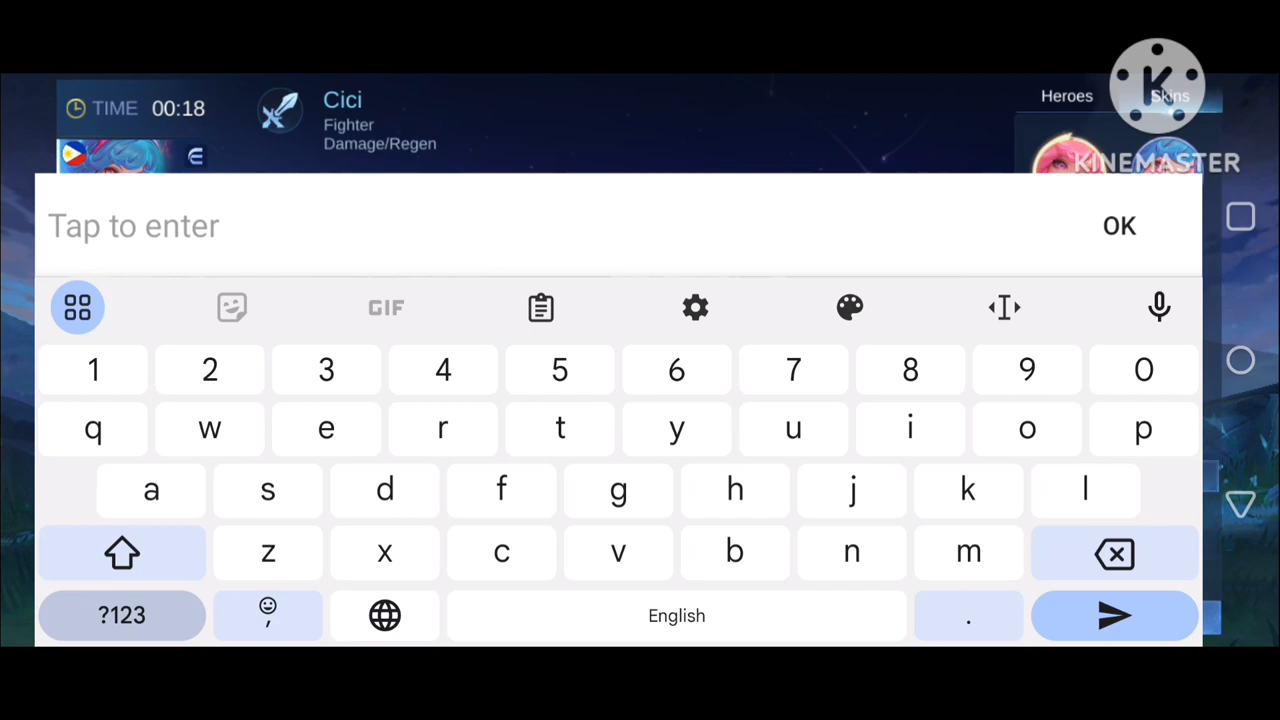 TIME 00:18
Cici
Fighter
Damage/Regen
Heroes
Skins
K
KINEMASTER
Tap to enter
OK
GIF
1 2 3 4 5 6 7 8 9 0
q w e r t y u i o p
a s d f g h j k l
z x c v b n m
?123 , English .